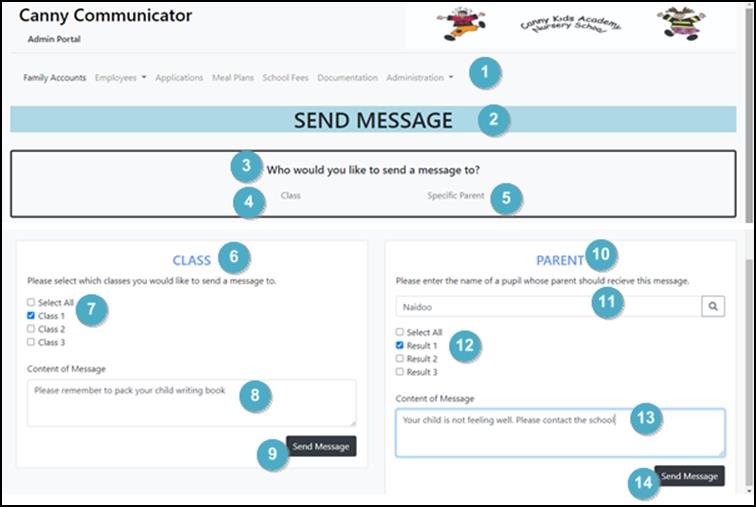 Canny Communicator
Admin Portal
Canny Kids Academy
Nursery School
Family Accounts Employees Applications Meal Plans School Fees Documentation Administration 1
SEND MESSAGE 2
3 Who would you like to send a message to?
4 Class Specific Parent 5
CLASS 6
Please select which classes you would like to send a message to.
Select All
7
Class 1
Class 2
Class 3
Content of Message
Please remember to pack your child writing book 8
9 Send Message
PARENT 10
Please enter the name of a pupil whose parent should recieve this message.
Naidoo 11
Select All
Result 1 12
Result 2
Result 3
Content of Message
Your child is not feeling well. Please contact the school 13
14 Send Message